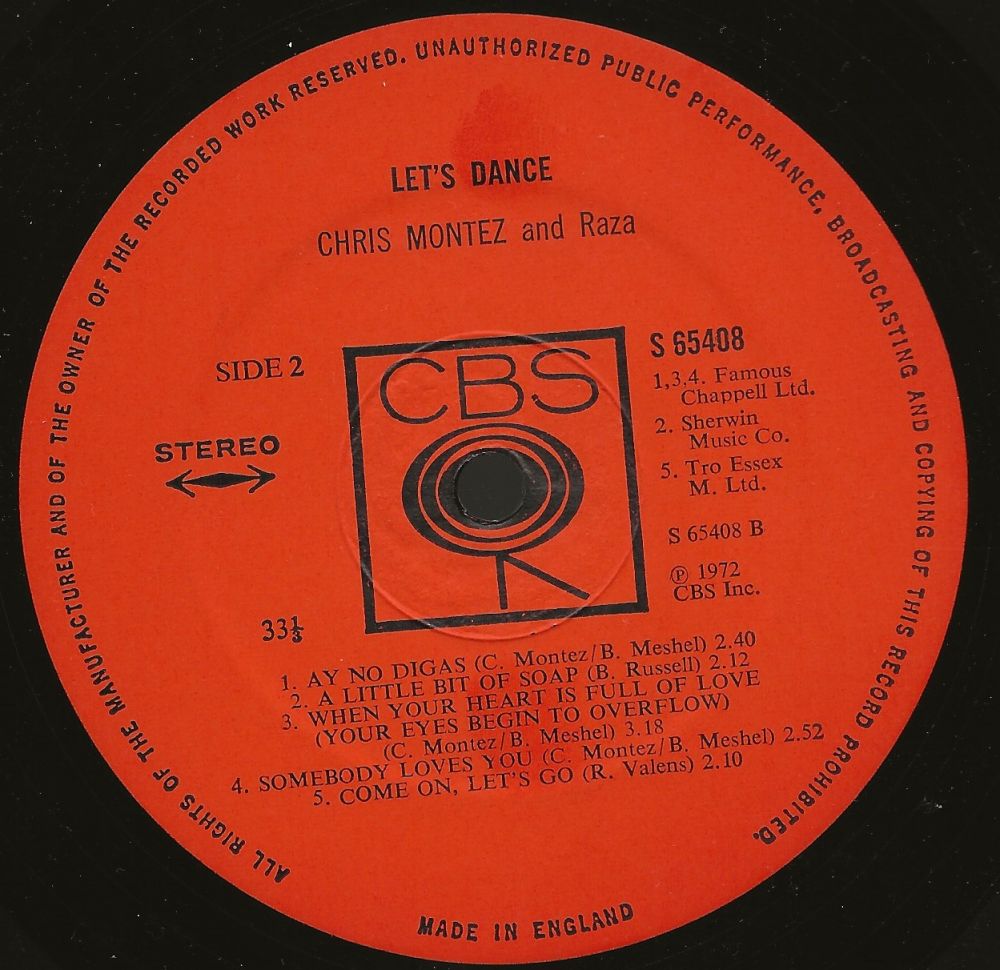 ALL RIGHTS OF THE MANUFACTURER AND OF THE OWNER OF THE RECORDED WORK RESERVED. UNAUTHORIZED PUBLIC PERFORMANCE, BROADCASTING AND COPYING OF THIS RECORD PROHIBITED.
LET'S DANCE
CHRIS MONTEZ and Raza
SIDE 2
STEREO
33⅓
CBS
S 65408
1,3,4. Famous
Chappell Ltd.
2. Sherwin
Music Co.
5. Tro Essex
M. Ltd.
S 65408 B
℗ 1972
CBS Inc.
1. AY NO DIGAS (C. Montez/B. Meshel) 2.40
2. A LITTLE BIT OF SOAP (B. Russell) 2.12
3. WHEN YOUR HEART IS FULL OF LOVE
(YOUR EYES BEGIN TO OVERFLOW)
(C. Montez/B. Meshel) 3.18
4. SOMEBODY LOVES YOU (C. Montez/B. Meshel) 2.52
5. COME ON, LET'S GO (R. Valens) 2.10
MADE IN ENGLAND